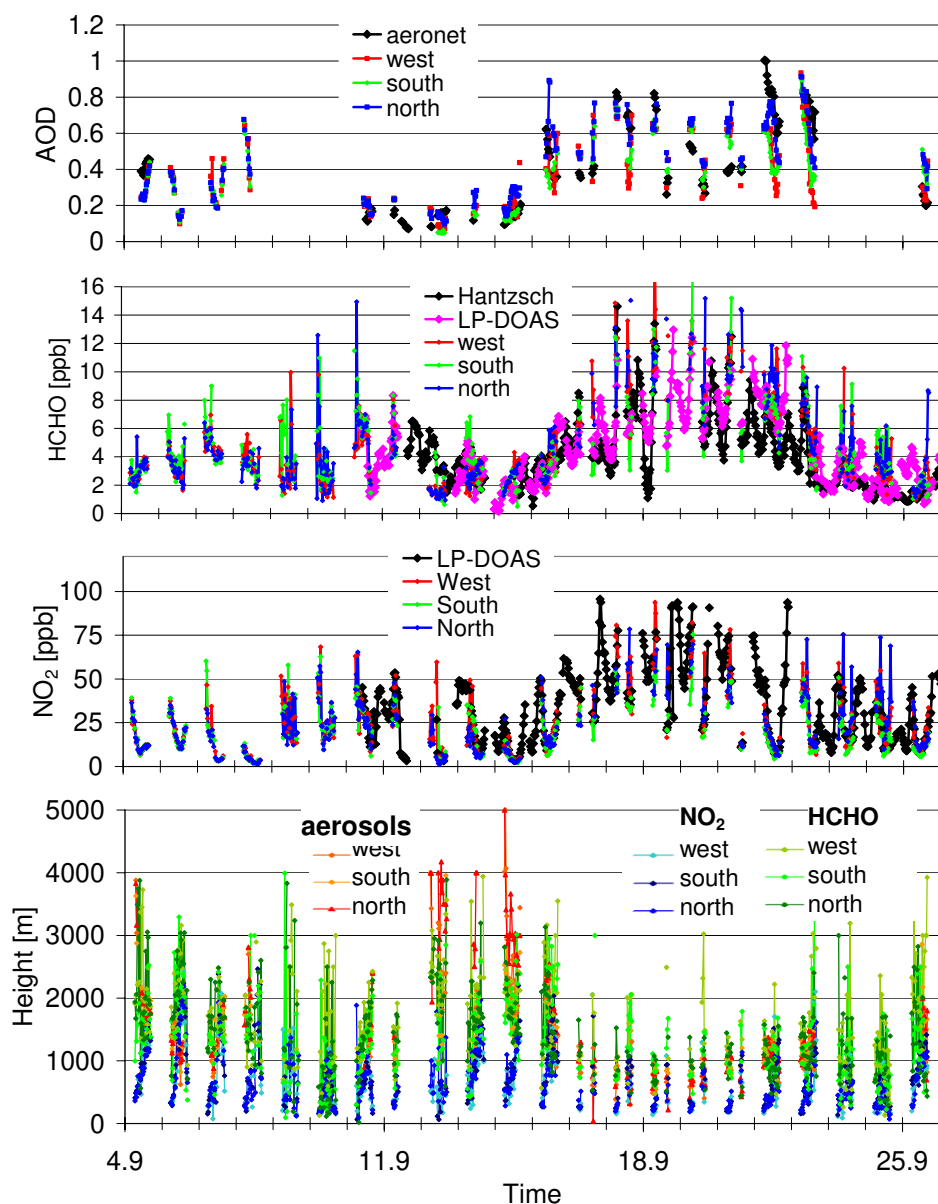 1.2
1
0.8
0.6
0.4
0.2
0
AOD
aeronet
west
south
north
16
14
12
10
8
6
4
2
0
HCHO [ppb]
Hantzsch
LP-DOAS
west
south
north
100
75
50
25
0
NO2 [ppb]
LP-DOAS
West
South
North
5000
4000
3000
2000
1000
0
Height [m]
aerosols
west
south
north
NO2
west
south
north
HCHO
west
south
north
4.9 11.9 18.9 25.9
Time